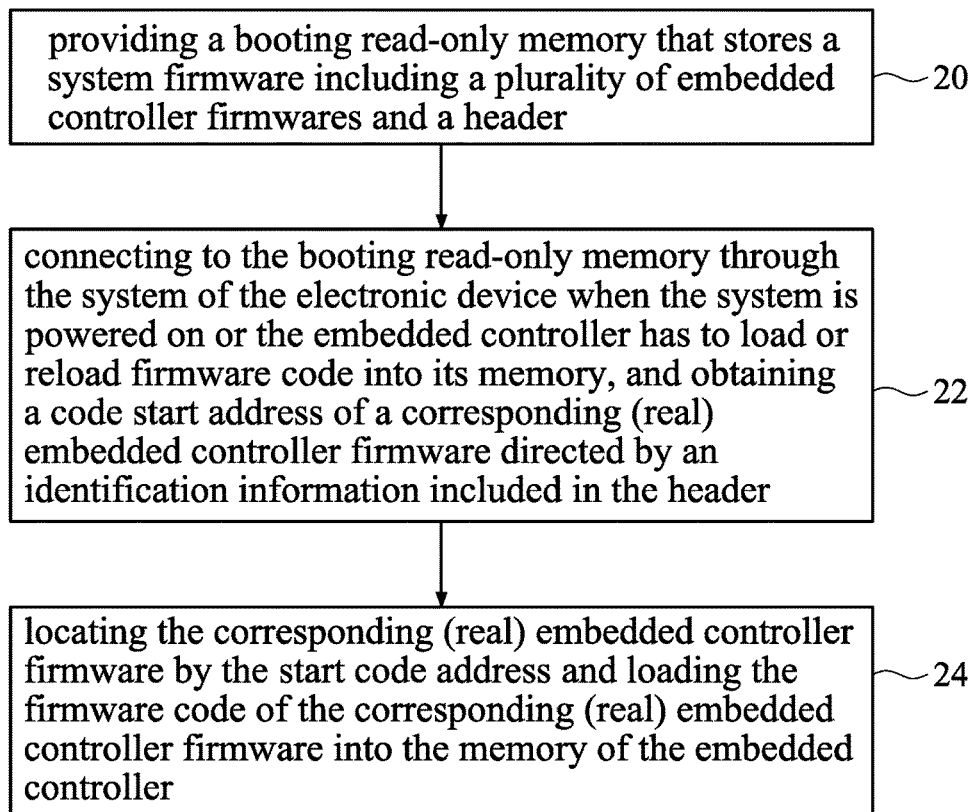 providing a booting read-only memory that stores a
system firmware including a plurality of embedded
controller firmwares and a header
20
connecting to the booting read-only memory through
the system of the electronic device when the system is
powered on or the embedded controller has to load or
reload firmware code into its memory, and obtaining
a code start address of a corresponding (real)
embedded controller firmware directed by an
identification information included in the header
22
locating the corresponding (real) embedded controller
firmware by the start code address and loading the
firmware code of the corresponding (real) embedded
controller firmware into the memory of the embedded
controller
24